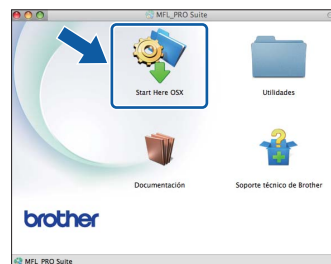 MFL_PRO Suite
Start Here OSX
Utilidades
Documentación
Soporte técnico de Brother
brother
MFL_PRO Suite